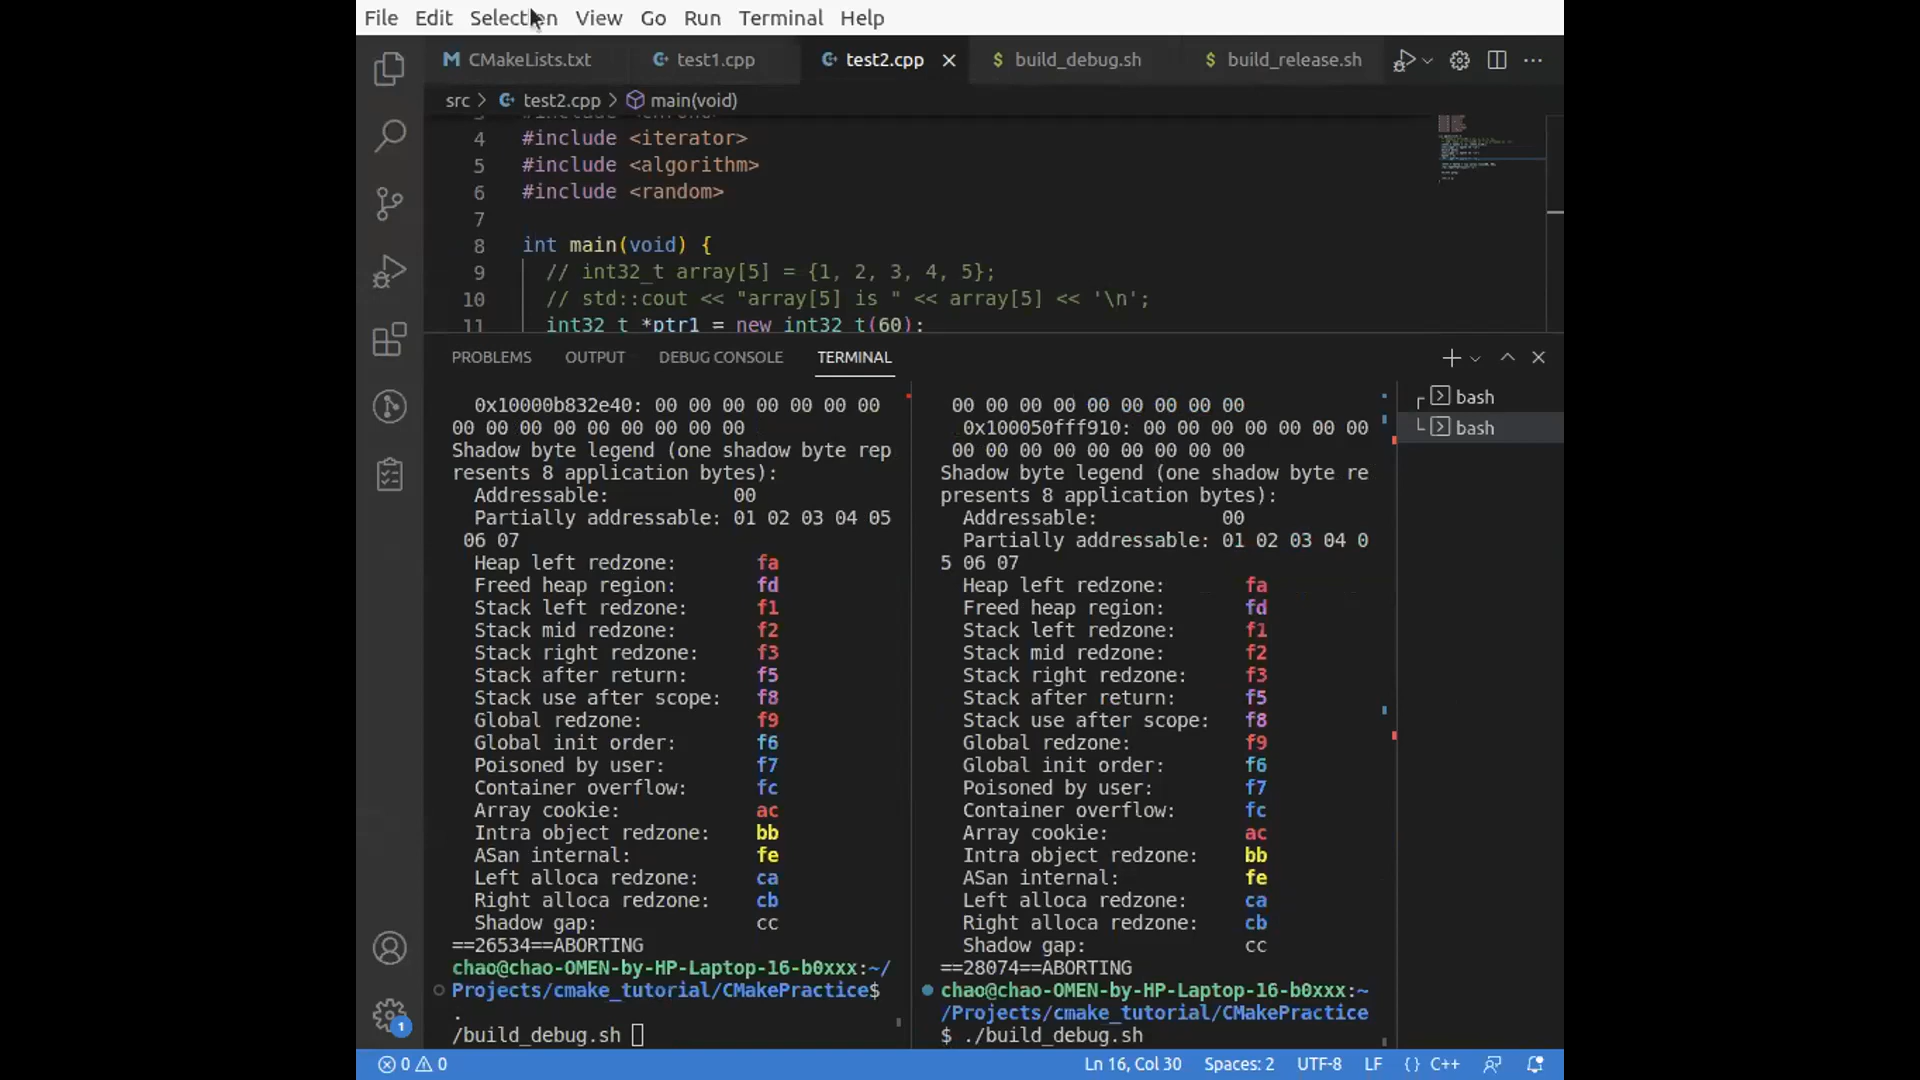 File Edit Selection View Go Run Terminal Help
CMakeLists.txt test1.cpp test2.cpp $ build_debug.sh $ build_release.sh
src > test2.cpp > main(void)
4 #include <iterator>
5 #include <algorithm>
6 #include <random>
7
8 int main(void) {
9 // int32_t array[5] = {1, 2, 3, 4, 5};
10 // std::cout << "array[5] is " << array[5] << '\n';
11 int32_t *ptr1 = new int32_t(60);
PROBLEMS OUTPUT DEBUG CONSOLE TERMINAL
0x10000b832e40: 00 00 00 00 00 00 00
00 00 00 00 00 00 00 00 00
Shadow byte legend (one shadow byte rep
resents 8 application bytes):
Addressable: 00
Partially addressable: 01 02 03 04 05
06 07
Heap left redzone: fa
Freed heap region: fd
Stack left redzone: f1
Stack mid redzone: f2
Stack right redzone: f3
Stack after return: f5
Stack use after scope: f8
Global redzone: f9
Global init order: f6
Poisoned by user: f7
Container overflow: fc
Array cookie: ac
Intra object redzone: bb
ASan internal: fe
Left alloca redzone: ca
Right alloca redzone: cb
Shadow gap: cc
==26534==ABORTING
chao@chao-OMEN-by-HP-Laptop-16-b0xxx:~/
Projects/cmake_tutorial/CMakePractice$
.
/build_debug.sh
00 00 00 00 00 00 00 00 00
0x100050fff910: 00 00 00 00 00 00 00
00 00 00 00 00 00 00 00 00
Shadow byte legend (one shadow byte re
presents 8 application bytes):
Addressable: 00
Partially addressable: 01 02 03 04 0
5 06 07
Heap left redzone: fa
Freed heap region: fd
Stack left redzone: f1
Stack mid redzone: f2
Stack right redzone: f3
Stack after return: f5
Stack use after scope: f8
Global redzone: f9
Global init order: f6
Poisoned by user: f7
Container overflow: fc
Array cookie: ac
Intra object redzone: bb
ASan internal: fe
Left alloca redzone: ca
Right alloca redzone: cb
Shadow gap: cc
==28074==ABORTING
chao@chao-OMEN-by-HP-Laptop-16-b0xxx:~
/Projects/cmake_tutorial/CMakePractice
$ ./build_debug.sh
bash
bash
1
0 0 Ln 16, Col 30 Spaces: 2 UTF-8 LF {} C++